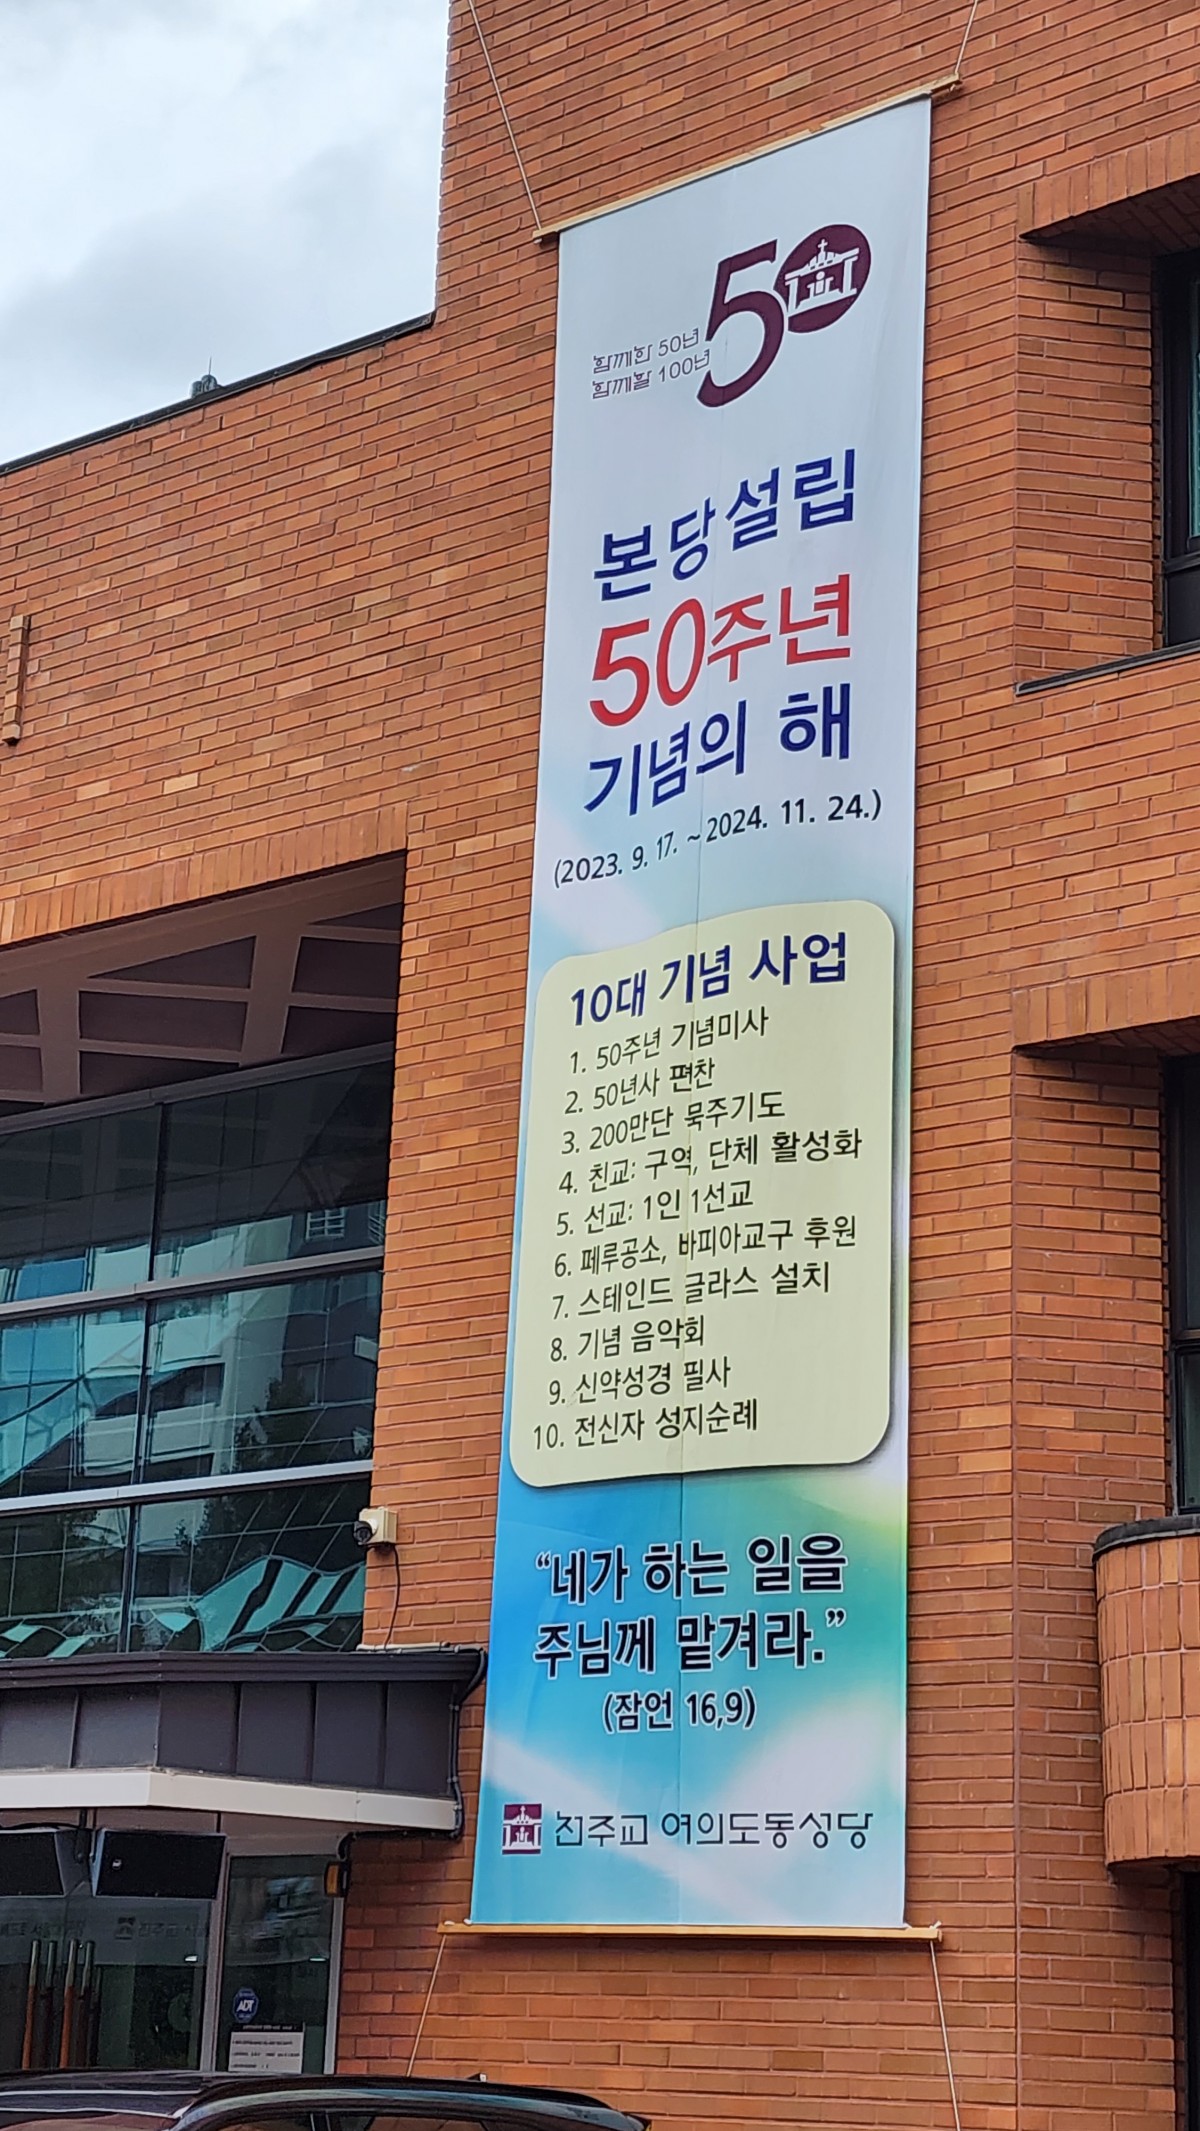 함께한 50년
함께할 100년
50
본당설립
50주년
기념의 해
(2023. 9. 17. ~ 2024. 11. 24.)
10대 기념 사업
1. 50주년 기념미사
2. 50년사 편찬
3. 200만단 묵주기도
4. 친교: 구역, 단체 활성화
5. 선교: 1인 1선교
6. 페루공소, 바피아교구 후원
7. 스테인드 글라스 설치
8. 기념 음악회
9. 신약성경 필사
10. 전신자 성지순례
“네가 하는 일을
주님께 맡겨라.”
(잠언 16,9)
천주교 여의도동성당
ADT